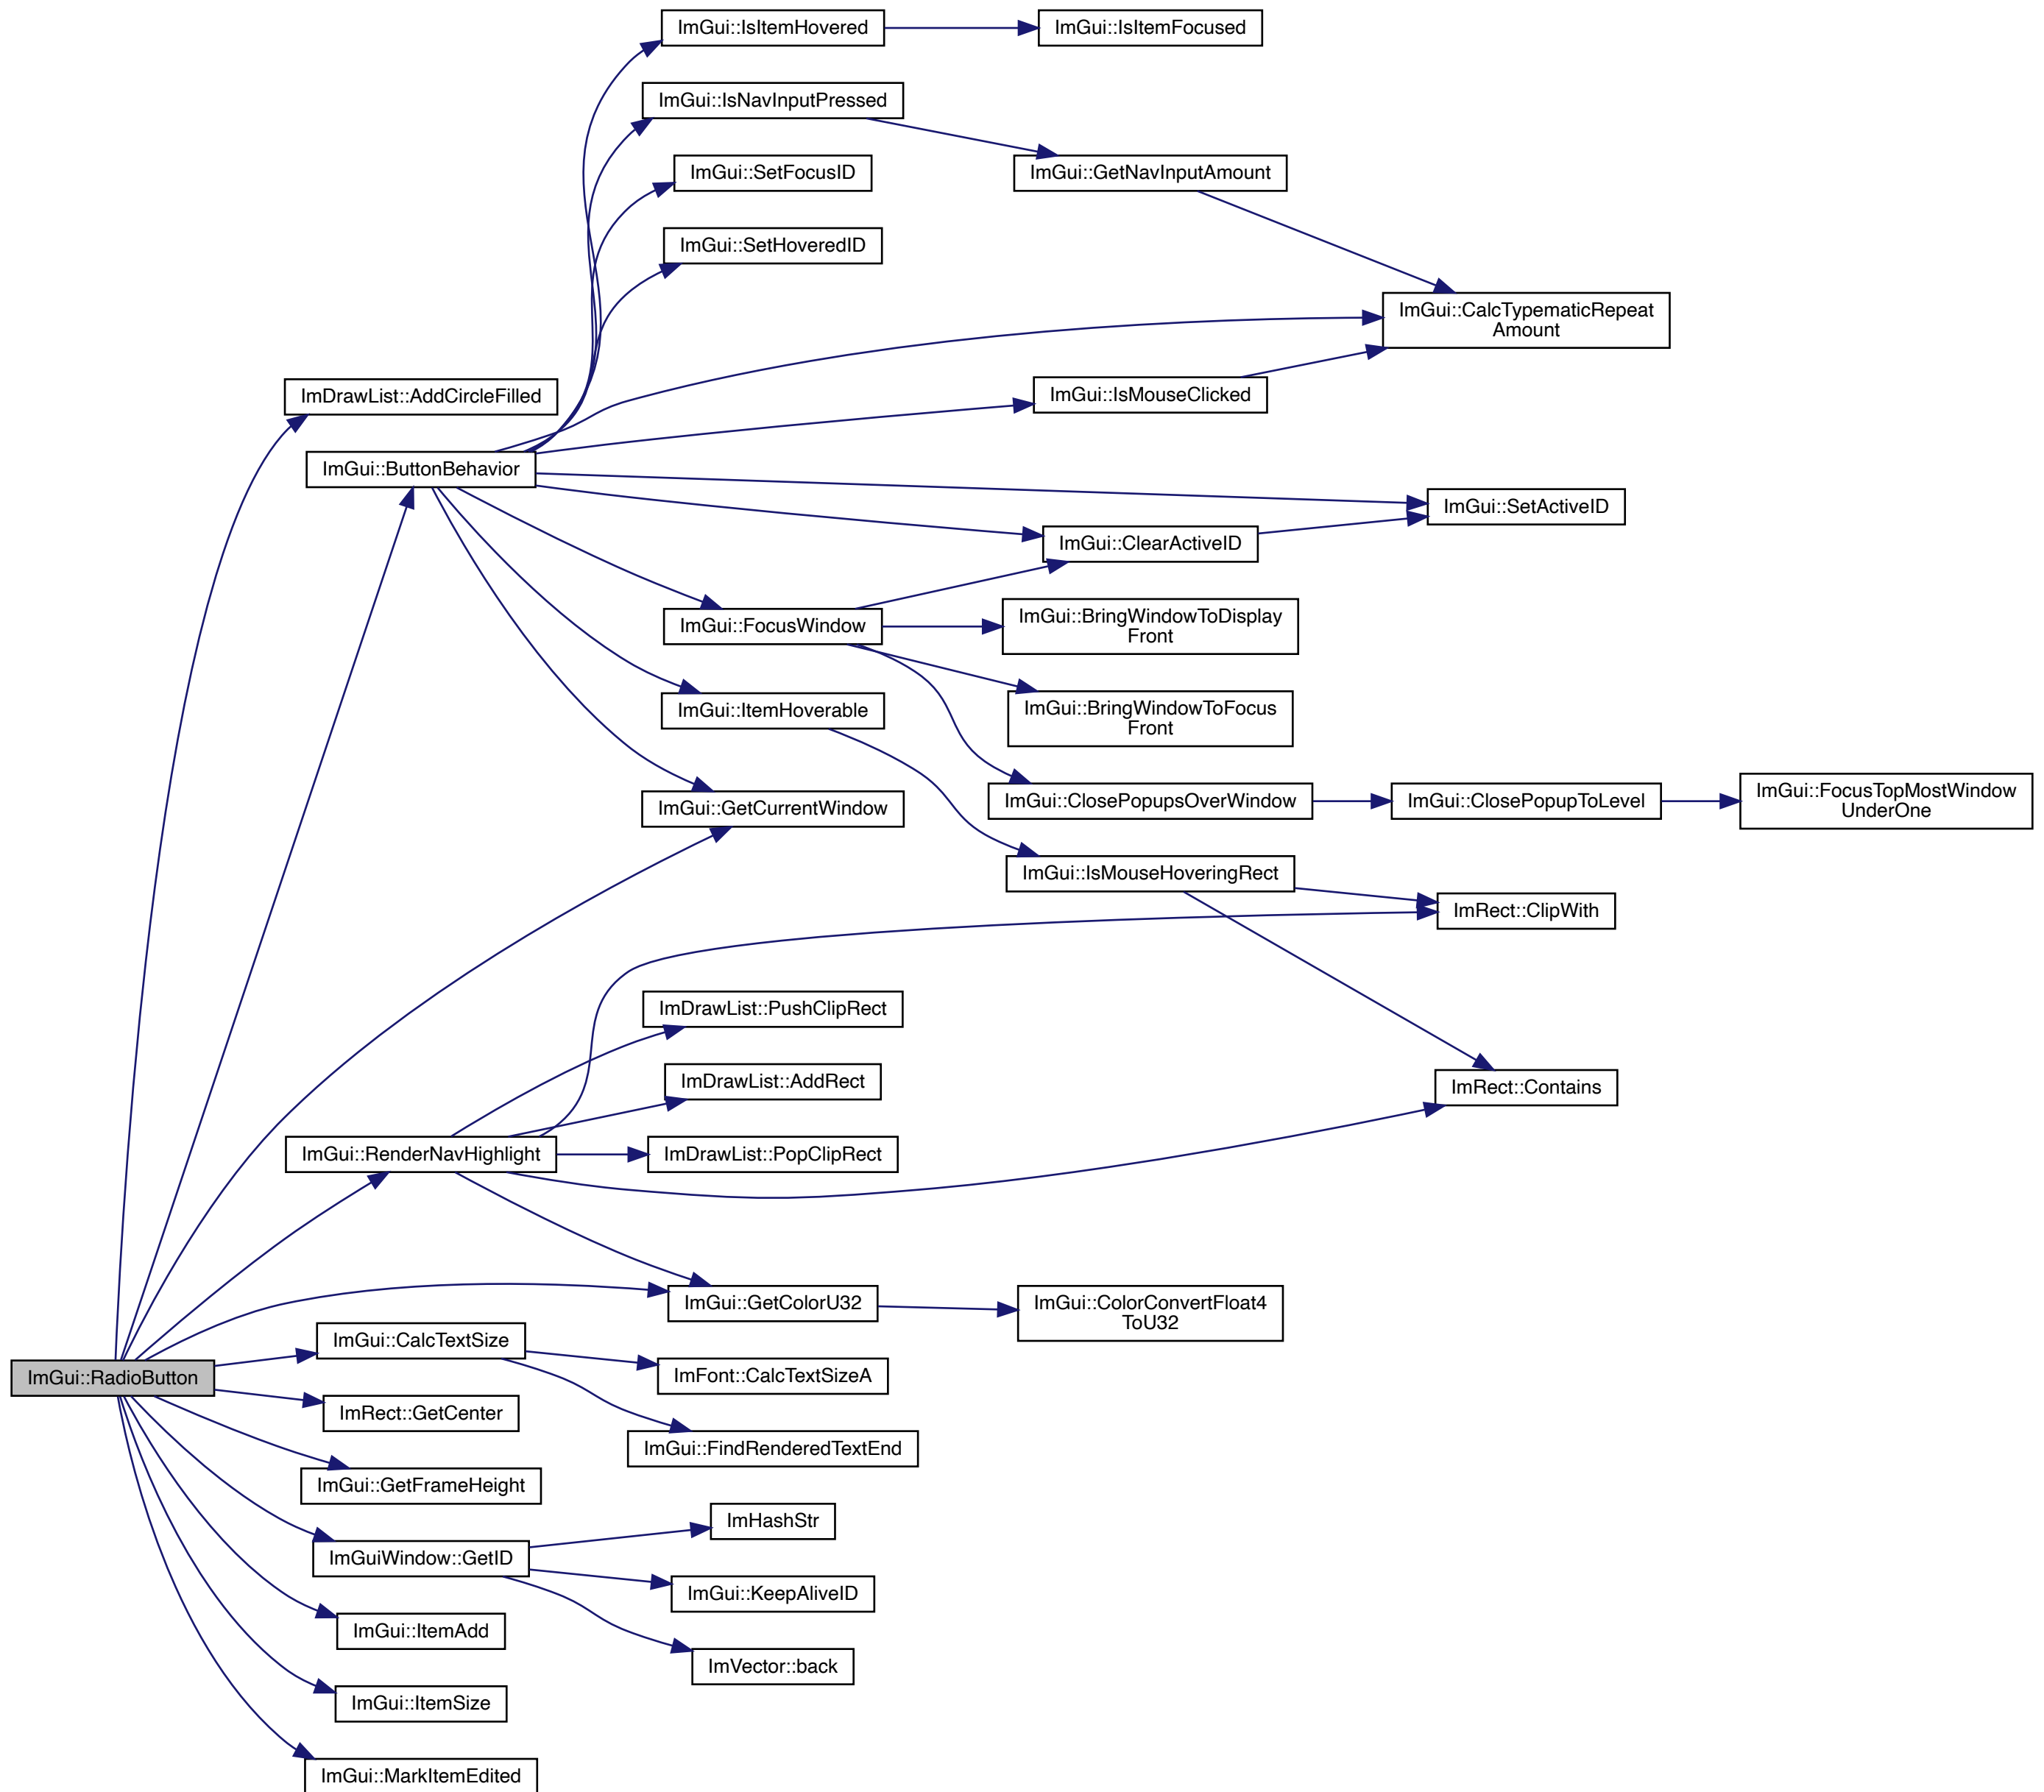 ImGui::IsItemHovered
ImGui::IsItemFocused
ImGui::IsNavInputPressed
ImGui::SetFocusID
ImGui::GetNavInputAmount
ImGui::SetHoveredID
ImGui::CalcTypematicRepeat
Amount
ImDrawList::AddCircleFilled
ImGui::IsMouseClicked
ImGui::ButtonBehavior
ImGui::SetActiveID
ImGui::ClearActiveID
ImGui::FocusWindow
ImGui::BringWindowToDisplay
Front
ImGui::ItemHoverable
ImGui::BringWindowToFocus
Front
ImGui::GetCurrentWindow
ImGui::ClosePopupsOverWindow
ImGui::ClosePopupToLevel
ImGui::FocusTopMostWindow
UnderOne
ImGui::IsMouseHoveringRect
ImRect::ClipWith
ImDrawList::PushClipRect
ImDrawList::AddRect
ImRect::Contains
ImGui::RenderNavHighlight
ImDrawList::PopClipRect
ImGui::GetColorU32
ImGui::ColorConvertFloat4
ToU32
ImGui::CalcTextSize
ImGui::RadioButton
ImFont::CalcTextSizeA
ImRect::GetCenter
ImGui::FindRenderedTextEnd
ImGui::GetFrameHeight
ImHashStr
ImGuiWindow::GetID
ImGui::KeepAliveID
ImGui::ItemAdd
ImVector::back
ImGui::ItemSize
ImGui::MarkItemEdited